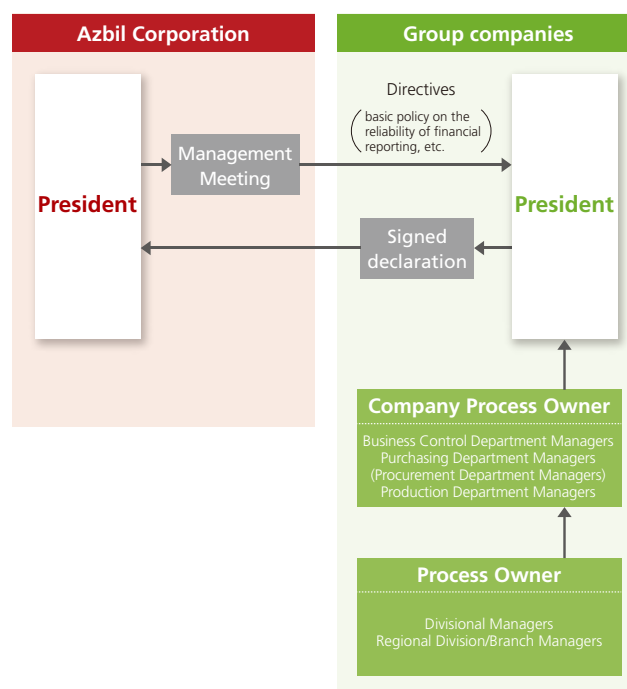 Azbil Corporation
Group companies
Directives
(basic policy on the
reliability of financial
reporting, etc.)
Management
Meeting
President
President
Signed
declaration
Company Process Owner
Business Control Department Managers
Purchasing Department Managers
(Procurement Department Managers)
Production Department Managers
Process Owner
Divisional Managers
Regional Division/Branch Managers